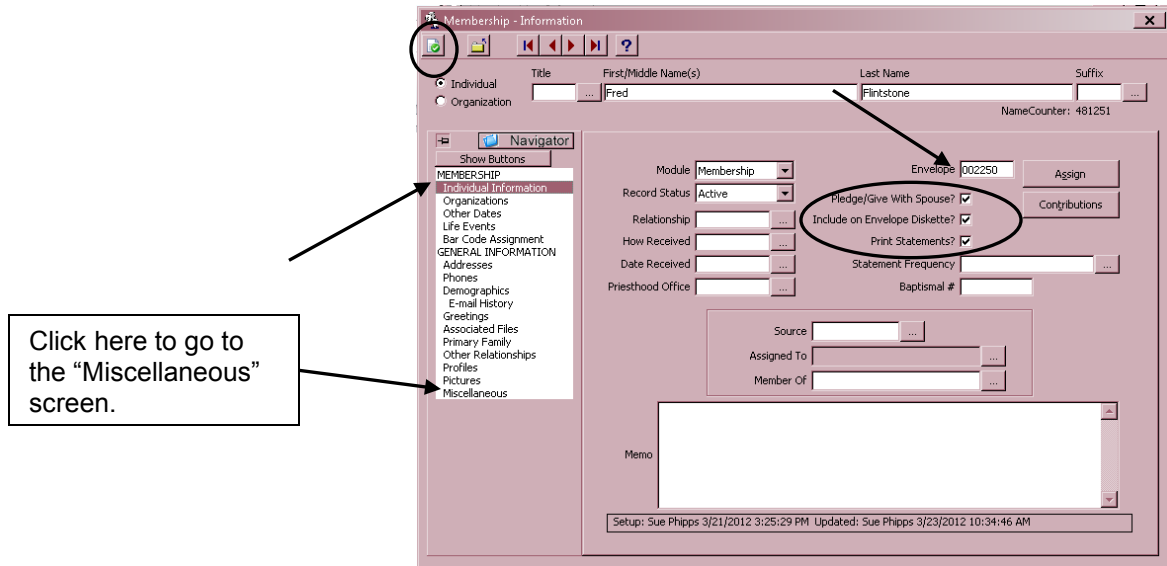 Membership - Information
Individual
Organization
Title
First/Middle Name(s)
Last Name
Suffix
...
Fred
Flintstone
...
NameCounter: 481251
Navigator
Show Buttons
MEMBERSHIP
Individual Information
Organizations
Other Dates
Life Events
Bar Code Assignment
GENERAL INFORMATION
Addresses
Phones
Demographics
E-mail History
Greetings
Associated Files
Primary Family
Other Relationships
Profiles
Pictures
Miscellaneous
Click here to go to
the “Miscellaneous”
screen.
Module Membership
Record Status Active
Relationship ...
How Received ...
Date Received ...
Priesthood Office ...
Envelope 002250
Assign
Pledge/Give With Spouse?
Contributions
Include on Envelope Diskette?
Print Statements?
Statement Frequency ...
Baptismal #
Source ...
Assigned To ...
Member Of ...
Memo
Setup: Sue Phipps 3/21/2012 3:25:29 PM Updated: Sue Phipps 3/23/2012 10:34:46 AM